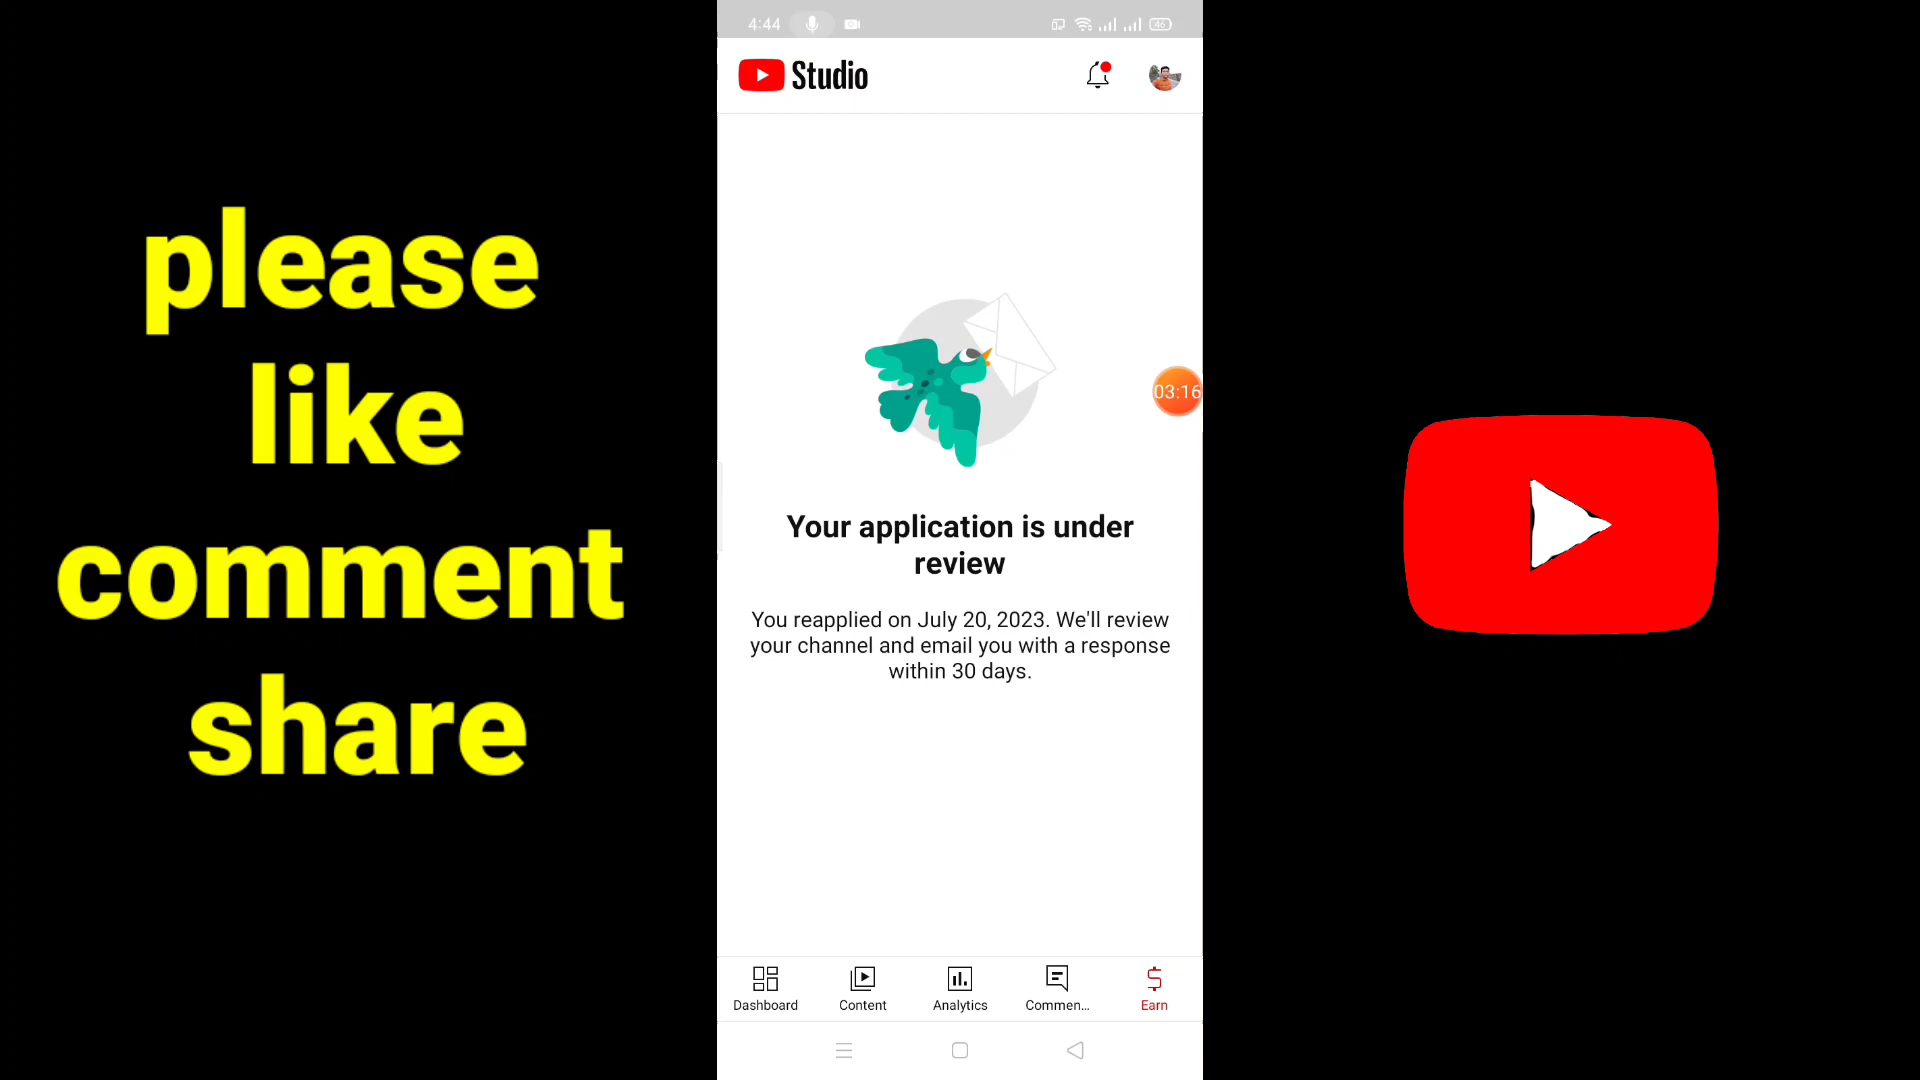 please
like
comment
share
4:44
46
Studio
03:16
Your application is under
review
You reapplied on July 20, 2023. We'll review
your channel and email you with a response
within 30 days.
Dashboard
Content
Analytics
Commen...
Earn